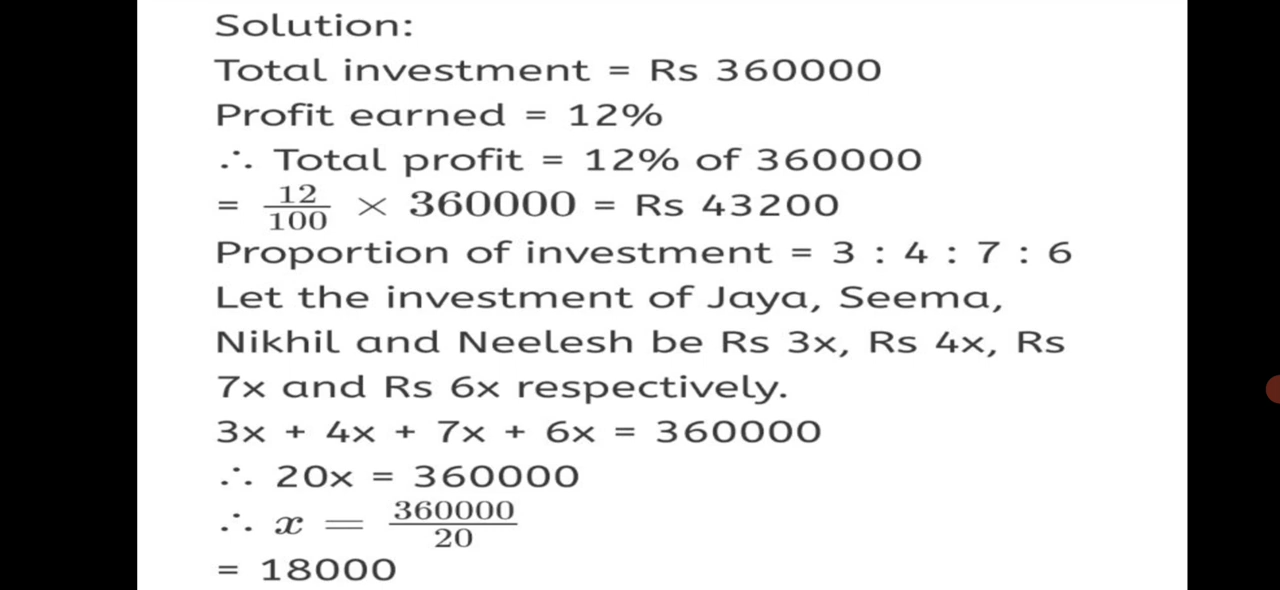 Solution:
Total investment = Rs 360000
Profit earned = 12%
∴ Total profit = 12% of 360000
= 12/100 × 360000 = Rs 43200
Proportion of investment = 3 : 4 : 7 : 6
Let the investment of Jaya, Seema,
Nikhil and Neelesh be Rs 3x, Rs 4x, Rs
7x and Rs 6x respectively.
3x + 4x + 7x + 6x = 360000
∴ 20x = 360000
∴ x = 360000/20
= 18000